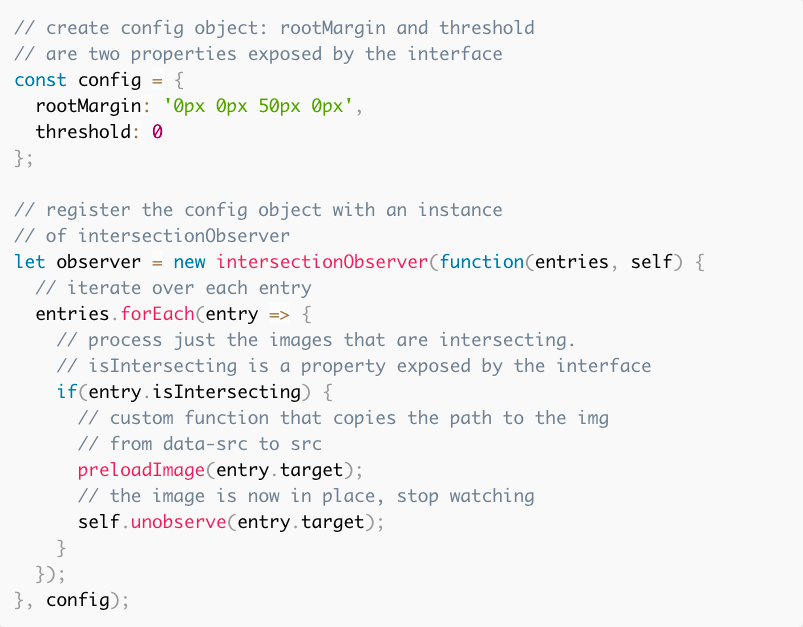 // create config object: rootMargin and threshold
// are two properties exposed by the interface
const config = {
  rootMargin: '0px 0px 50px 0px',
  threshold: 0
};

// register the config object with an instance
// of intersectionObserver
let observer = new intersectionObserver(function(entries, self) {
  // iterate over each entry
  entries.forEach(entry => {
    // process just the images that are intersecting.
    // isIntersecting is a property exposed by the interface
    if(entry.isIntersecting) {
      // custom function that copies the path to the img
      // from data-src to src
      preloadImage(entry.target);
      // the image is now in place, stop watching
      self.unobserve(entry.target);
    }
  });
}, config);